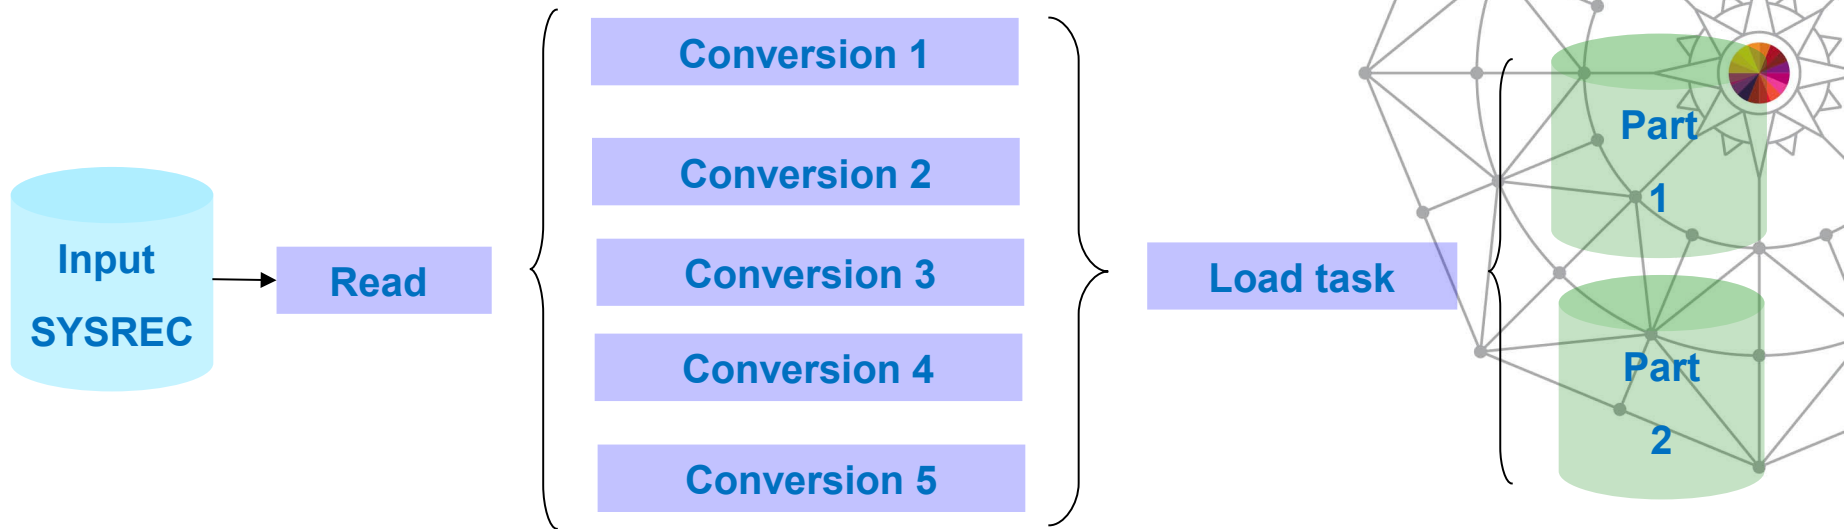 Input
SYSREC
Read
Conversion 1
Conversion 2
Conversion 3
Conversion 4
Conversion 5
Load task
Part
1
Part
2